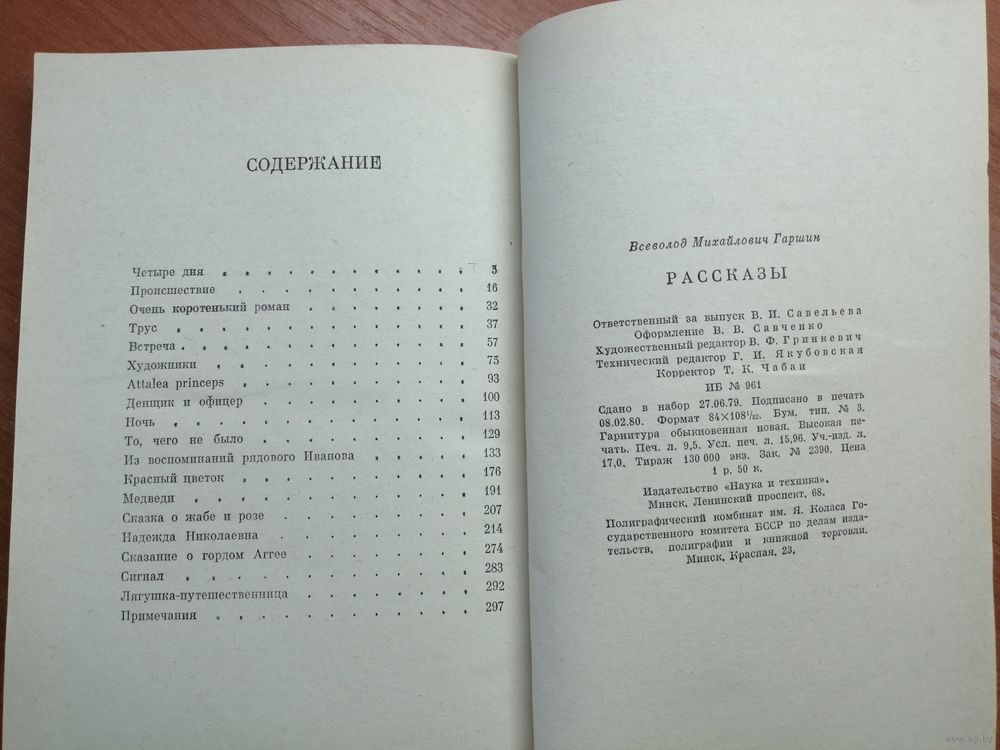 СОДЕРЖАНИЕ
Четыре дня . . . . . . . . . . . . 5
Происшествие . . . . . . . . . . . 16
Очень коротенький роман . . . . . . . . 32
Трус . . . . . . . . . . . . . . 37
Встреча . . . . . . . . . . . . . 57
Художники . . . . . . . . . . . . 75
Attalea princeps . . . . . . . . . . . 93
Денщик и офицер . . . . . . . . . . 100
Ночь . . . . . . . . . . . . . . 113
То, чего не было . . . . . . . . . . 129
Из воспоминаний рядового Иванова . . . . . 133
Красный цветок . . . . . . . . . . . 176
Медведи . . . . . . . . . . . . . 191
Сказка о жабе и розе . . . . . . . . . 207
Надежда Николаевна . . . . . . . . . 214
Сказание о гордом Аггее . . . . . . . . 274
Сигнал . . . . . . . . . . . . . 283
Лягушка-путешественница . . . . . . . . 292
Примечания . . . . . . . . . . . . 297
Всеволод Михайлович Гаршин
РАССКАЗЫ
Ответственный за выпуск В. И. Савельева
Оформление В. В. Савченко
Художественный редактор В. Ф. Гринкевич
Технический редактор Г. И. Якубовская
Корректор Т. К. Чабан
ИБ № 961
Сдано в набор 27.06.79. Подписано в печать
08.02.80. Формат 84×108¹/₃₂. Бум. тип. № 3.
Гарнитура обыкновенная новая. Высокая пе-
чать. Печ. л. 9,5. Усл. печ. л. 15,96. Уч.-изд. л.
17,0. Тираж 130 000 экз. Зак. № 2390. Цена
1 р. 50 к.
Издательство «Наука и техника».
Минск, Ленинский проспект, 68.
Полиграфический комбинат им. Я. Коласа Го-
сударственного комитета БССР по делам изда-
тельств, полиграфии и книжной торговли.
Минск, Красная, 23.
www.ay.by